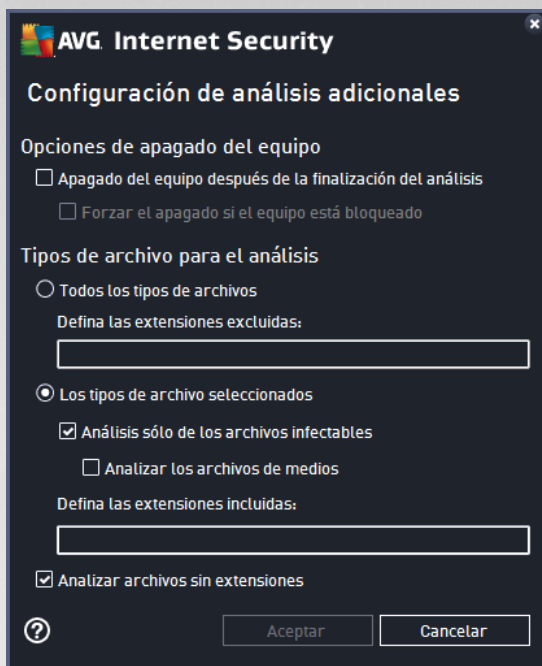 AVG. Internet Security
Configuración de análisis adicionales
Opciones de apagado del equipo
Apagado del equipo después de la finalización del análisis
Forzar el apagado si el equipo está bloqueado
Tipos de archivo para el análisis
Todos los tipos de archivos
Defina las extensiones excluidas:
Los tipos de archivo seleccionados
Análisis sólo de los archivos infectables
Analizar los archivos de medios
Defina las extensiones incluidas:
Analizar archivos sin extensiones
? Aceptar Cancelar